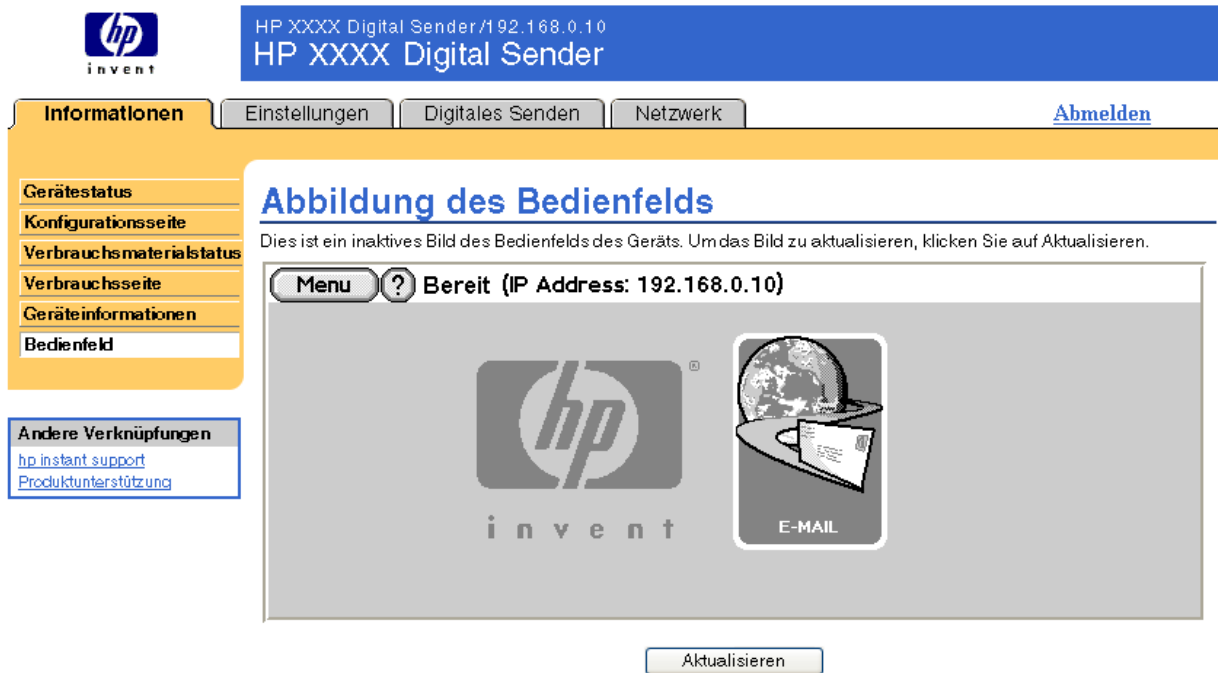 hp
invent
HP XXXX Digital Sender/192.168.0.10
HP XXXX Digital Sender
Informationen
Einstellungen
Digitales Senden
Netzwerk
Abmelden
Gerätestatus
Konfigurationsseite
Verbrauchsmaterialstatus
Verbrauchsseite
Geräteinformationen
Bedienfeld
Andere Verknüpfungen
hp instant support
Produktunterstützung
Abbildung des Bedienfelds
Dies ist ein inaktives Bild des Bedienfelds des Geräts. Um das Bild zu aktualisieren, klicken Sie auf Aktualisieren.
Menu ? Bereit (IP Address: 192.168.0.10)
hp ®
invent
E-MAIL
Aktualisieren